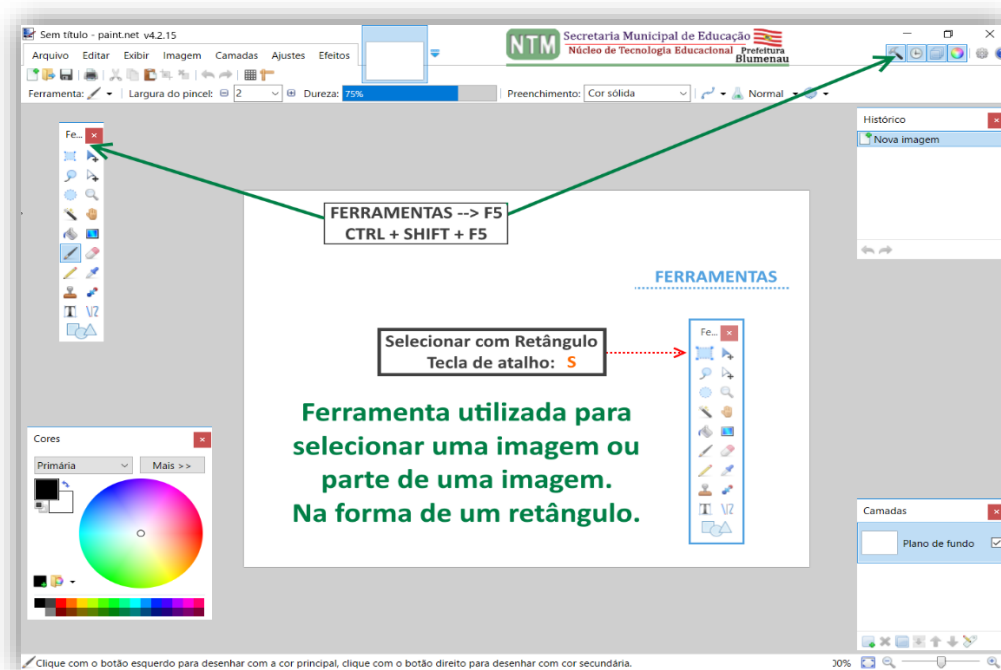 Sem título - paint.net v4.2.15
NTM
Secretaria Municipal de Educação
Núcleo de Tecnologia Educacional
Prefeitura
Blumenau
Arquivo Editar Exibir Imagem Camadas Ajustes Efeitos
Ferramenta: Largura do pincel: 2 Dureza: 75% Preenchimento: Cor sólida Normal
Fe...
Histórico
Nova imagem
FERRAMENTAS --> F5
CTRL + SHIFT + F5
FERRAMENTAS
Selecionar com Retângulo
Tecla de atalho: S
Fe...
Ferramenta utilizada para
selecionar uma imagem ou
parte de uma imagem.
Na forma de um retângulo.
Cores
Primária Mais >>
Camadas
Plano de fundo
Clique com o botão esquerdo para desenhar com a cor principal, clique com o botão direito para desenhar com cor secundária.